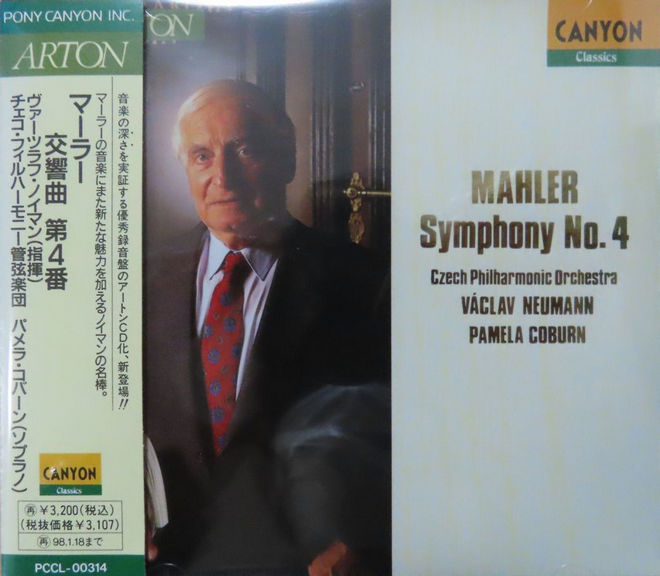 PONY CANYON INC.
ARTON
音楽の深さを実証する優秀録音盤のアートンCD化、新登場!!
マーラーの音楽にまた新たな魅力を加えるノイマンの名棒。
マーラー
交響曲 第4番
ヴァーツラフ・ノイマン(指揮)
チェコ・フィルハーモニー管弦楽団 パメラ・コバーン(ソプラノ)
CANYON
Classics
再 ¥3,200(税込)
(税抜価格¥3,107)
再 98.1.18まで
PCCL-00314
ON
CANYON
Classics
MAHLER
Symphony No. 4
Czech Philharmonic Orchestra
VÁCLAV NEUMANN
PAMELA COBURN